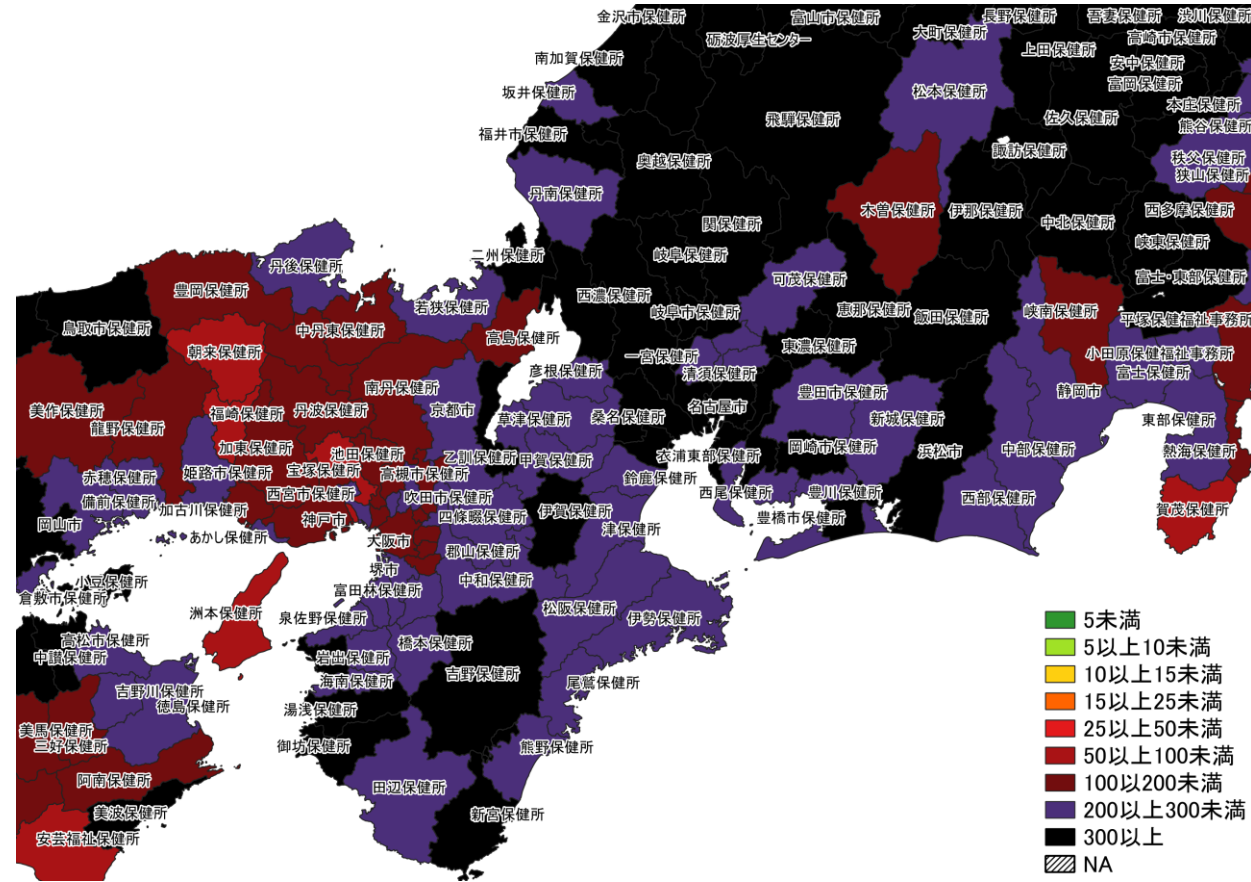 金沢市保健所
富山市保健所
長野保健所
吾妻保健所
渋川保健所
砺波厚生センター
大町保健所
高崎市保健所
南加賀保健所
上田保健所
安中保健所
富岡保健所
坂井保健所
松本保健所
本庄保健所
飛騨保健所
佐久保健所
熊谷保健所
福井市保健所
奥越保健所
諏訪保健所
秩父保健所
狭山保健所
丹南保健所
木曽保健所
伊那保健所
中北保健所
西多摩保健所
関保健所
峡東保健所
二州保健所
岐阜保健所
丹後保健所
可茂保健所
富士・東部保健所
豊岡保健所
若狭保健所
西濃保健所
恵那保健所
飯田保健所
峡南保健所
鳥取市保健所
中丹東保健所
岐阜市保健所
平塚保健福祉事務所
高島保健所
朝来保健所
一宮保健所
東濃保健所
小田原保健福祉事務所
彦根保健所
清須保健所
富士保健所
南丹保健所
豊田市保健所
静岡市
美作保健所
福崎保健所
丹波保健所
京都市
草津保健所
桑名保健所
名古屋市
新城保健所
東部保健所
龍野保健所
加東保健所
池田保健所
乙訓保健所
甲賀保健所
衣浦東部保健所
岡崎市保健所
浜松市
中部保健所
熱海保健所
赤穂保健所
姫路市保健所
宝塚保健所
高槻市保健所
鈴鹿保健所
備前保健所
西宮市保健所
吹田市保健所
西尾保健所
豊川保健所
西部保健所
加古川保健所
伊賀保健所
賀茂保健所
岡山市
神戸市
四條畷保健所
豊橋市保健所
あかし保健所
大阪市
津保健所
郡山保健所
堺市
小豆保健所
中和保健所
倉敷市保健所
富田林保健所
洲本保健所
泉佐野保健所
松阪保健所
伊勢保健所
高松市保健所
橋本保健所
中讃保健所
岩出保健所
吉野保健所
海南保健所
尾鷲保健所
吉野川保健所
徳島保健所
湯浅保健所
美馬保健所
三好保健所
御坊保健所
熊野保健所
阿南保健所
田辺保健所
美波保健所
新宮保健所
安芸福祉保健所
5未満
5以上10未満
10以上15未満
15以上25未満
25以上50未満
50以上100未満
100以200未満
200以上300未満
300以上
NA